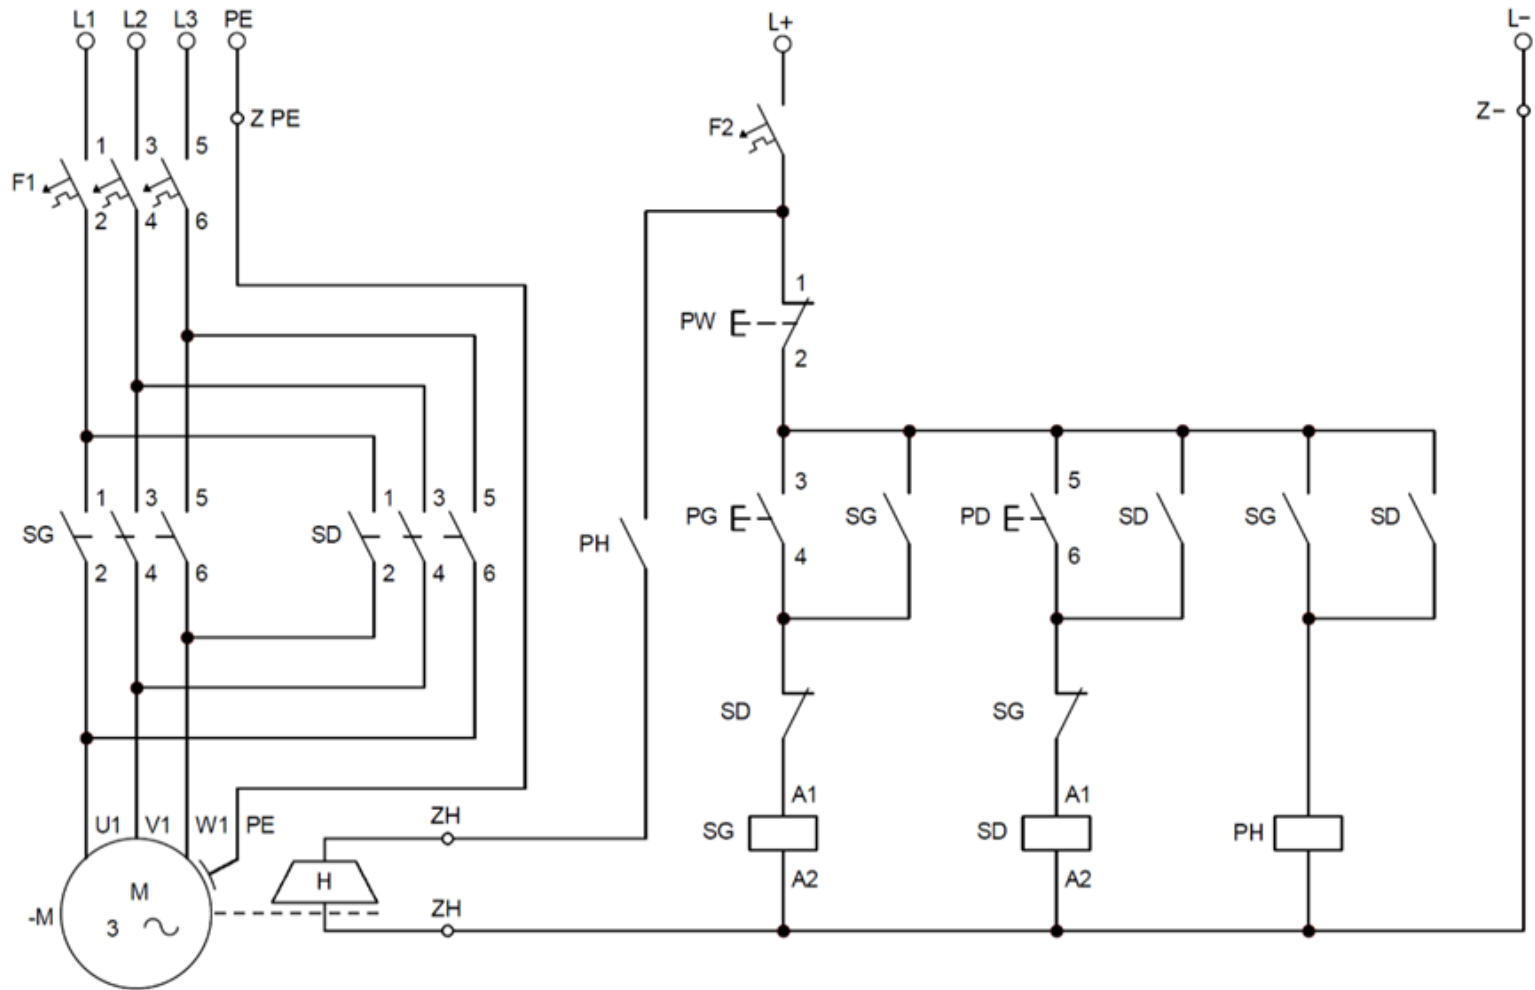 L1 L2 L3 PE L+ L−
Z PE Z−
F2
1 3 5
F1
2 4 6
1
PW
2
3 5
1 3 5 1 3 5
PG SG PD SD SG SD
SG SD PH
4 6
2 4 6 2 4 6
SD SG
A1 A1
ZH
U1 V1 W1 PE
SG SD PH
A2 A2
H
M
-M
3
ZH